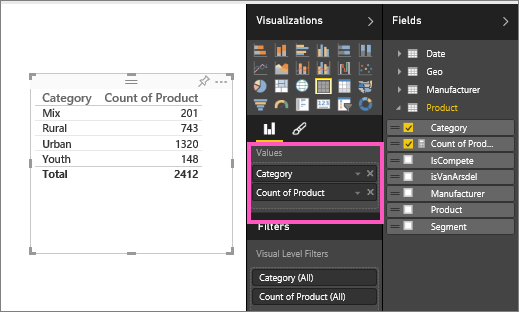 Category Count of Product
Mix 201
Rural 743
Urban 1320
Youth 148
Total 2412
Visualizations
Values
Category
Count of Product
Filters
Visual Level Filters
Category (All)
Count of Product (All)
Fields
Date
Geo
Manufacturer
Product
Category
Count of Prod...
IsCompete
isVanArsdel
Manufacturer
Product
Segment